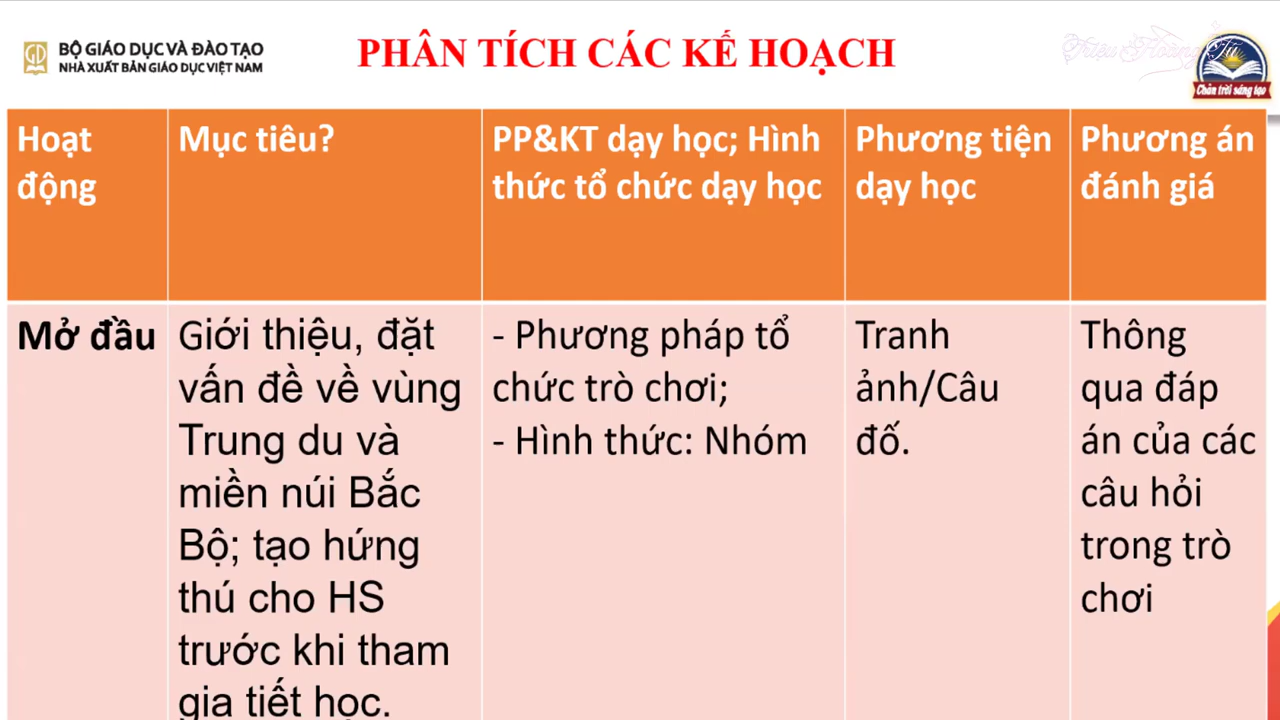 BỘ GIÁO DỤC VÀ ĐÀO TẠO
NHÀ XUẤT BẢN GIÁO DỤC VIỆT NAM
PHÂN TÍCH CÁC KẾ HOẠCH
Triệu Hoàng Tú
Chân trời sáng tạo
Hoạt
động
Mục tiêu?
PP&KT dạy học; Hình
thức tổ chức dạy học
Phương tiện
dạy học
Phương án
đánh giá
Mở đầu
Giới thiệu, đặt
vấn đề về vùng
Trung du và
miền núi Bắc
Bộ; tạo hứng
thú cho HS
trước khi tham
gia tiết học.
- Phương pháp tổ
chức trò chơi;
- Hình thức: Nhóm
Tranh
ảnh/Câu
đố.
Thông
qua đáp
án của các
câu hỏi
trong trò
chơi